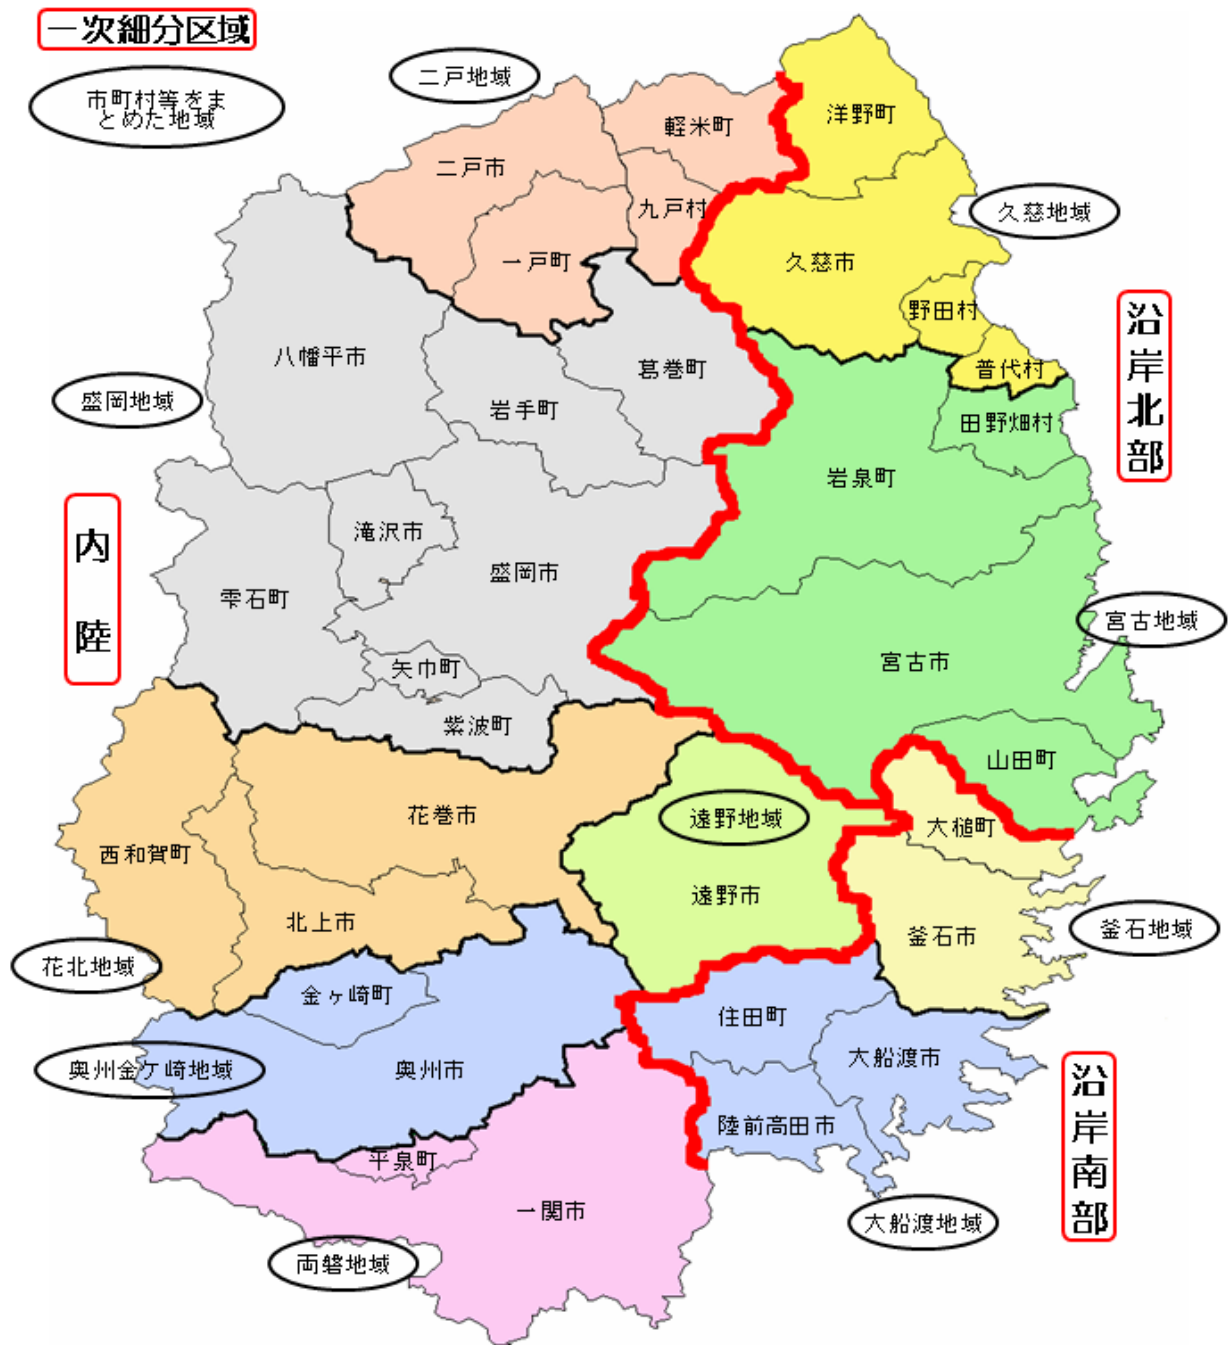 一次細分区域
市町村等をま
とめた地域
二戸地域
洋野町
軽米町
二戸市
九戸村
久慈地域
一戸町
久慈市
野田村
沿岸北部
八幡平市
葛巻町
普代村
盛岡地域
岩手町
田野畑村
岩泉町
内陸
滝沢市
盛岡市
雫石町
宮古地域
矢巾町
宮古市
紫波町
山田町
花巻市
遠野地域
大槌町
西和賀町
遠野市
北上市
釜石市
釜石地域
花北地域
金ヶ崎町
住田町
大船渡市
奥州金ケ崎地域
奥州市
沿岸南部
陸前高田市
平泉町
一関市
大船渡地域
両磐地域